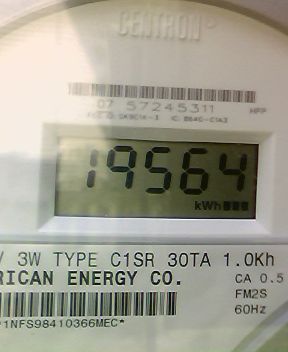 CENTRON®
07 57245311
19564
kWh
V 3W TYPE C1SR 30TA 1.0Kh
RICAN ENERGY CO.
CA 0.5
FM2S
60Hz
*1NFS98410366MEC*